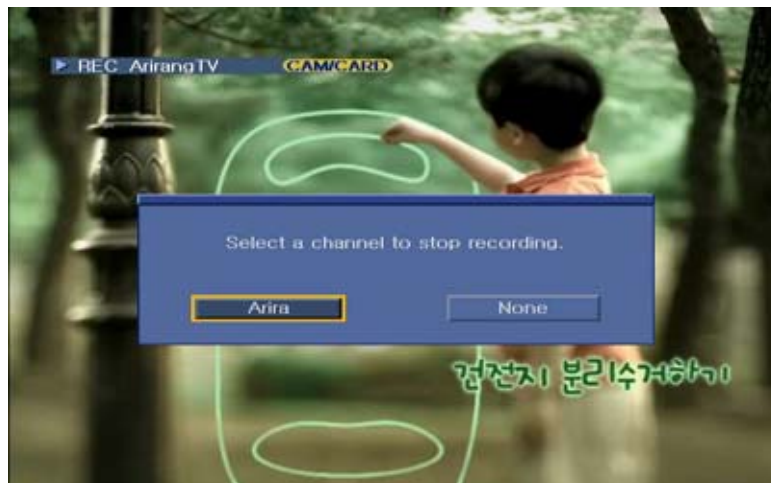 REC ArirangTV CAM/CARD
Select a channel to stop recording.
Arira None
건전지 분리수거하기